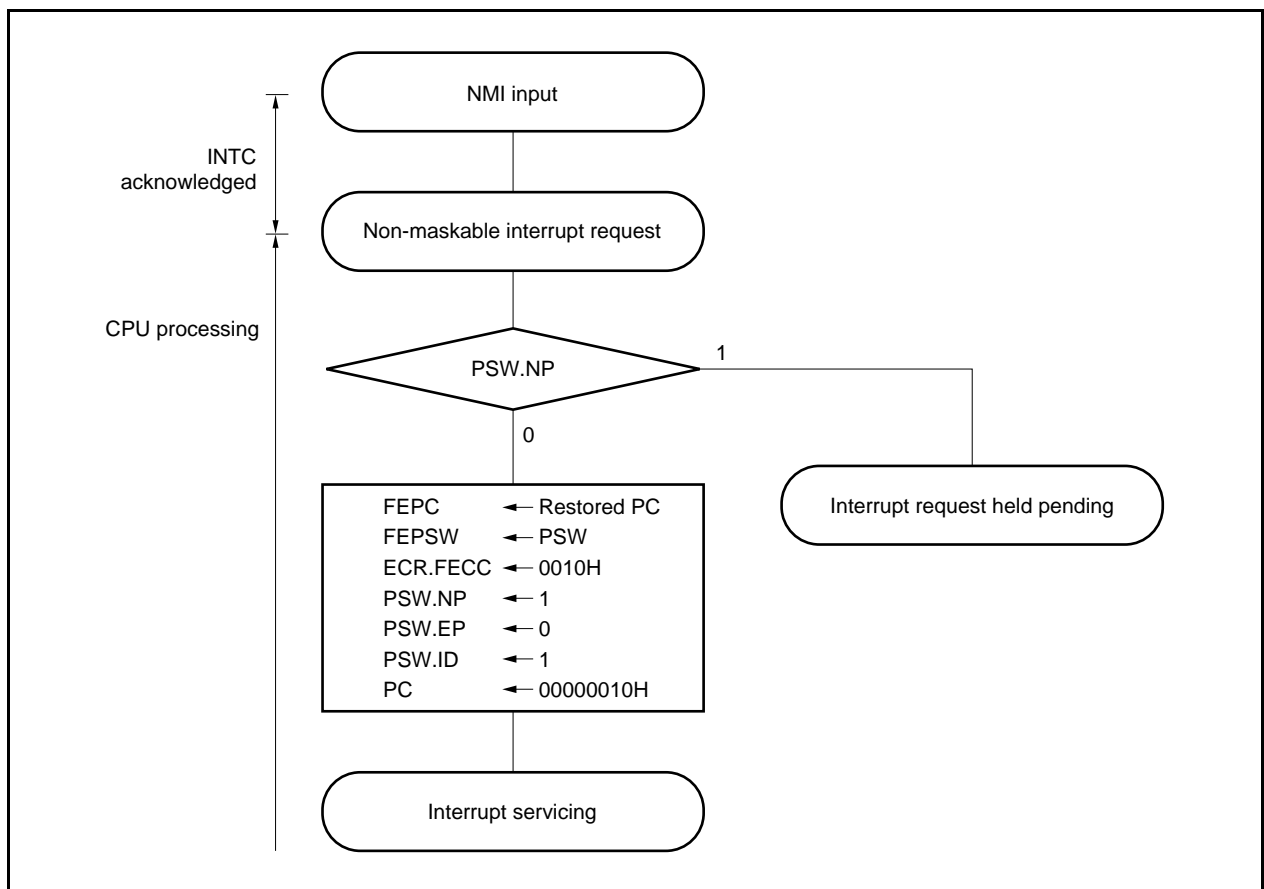 NMI input
INTC
acknowledged
Non-maskable interrupt request
CPU processing
PSW.NP
1
0
FEPC ← Restored PC
FEPSW ← PSW
ECR.FECC ← 0010H
PSW.NP ← 1
PSW.EP ← 0
PSW.ID ← 1
PC ← 00000010H
Interrupt request held pending
Interrupt servicing